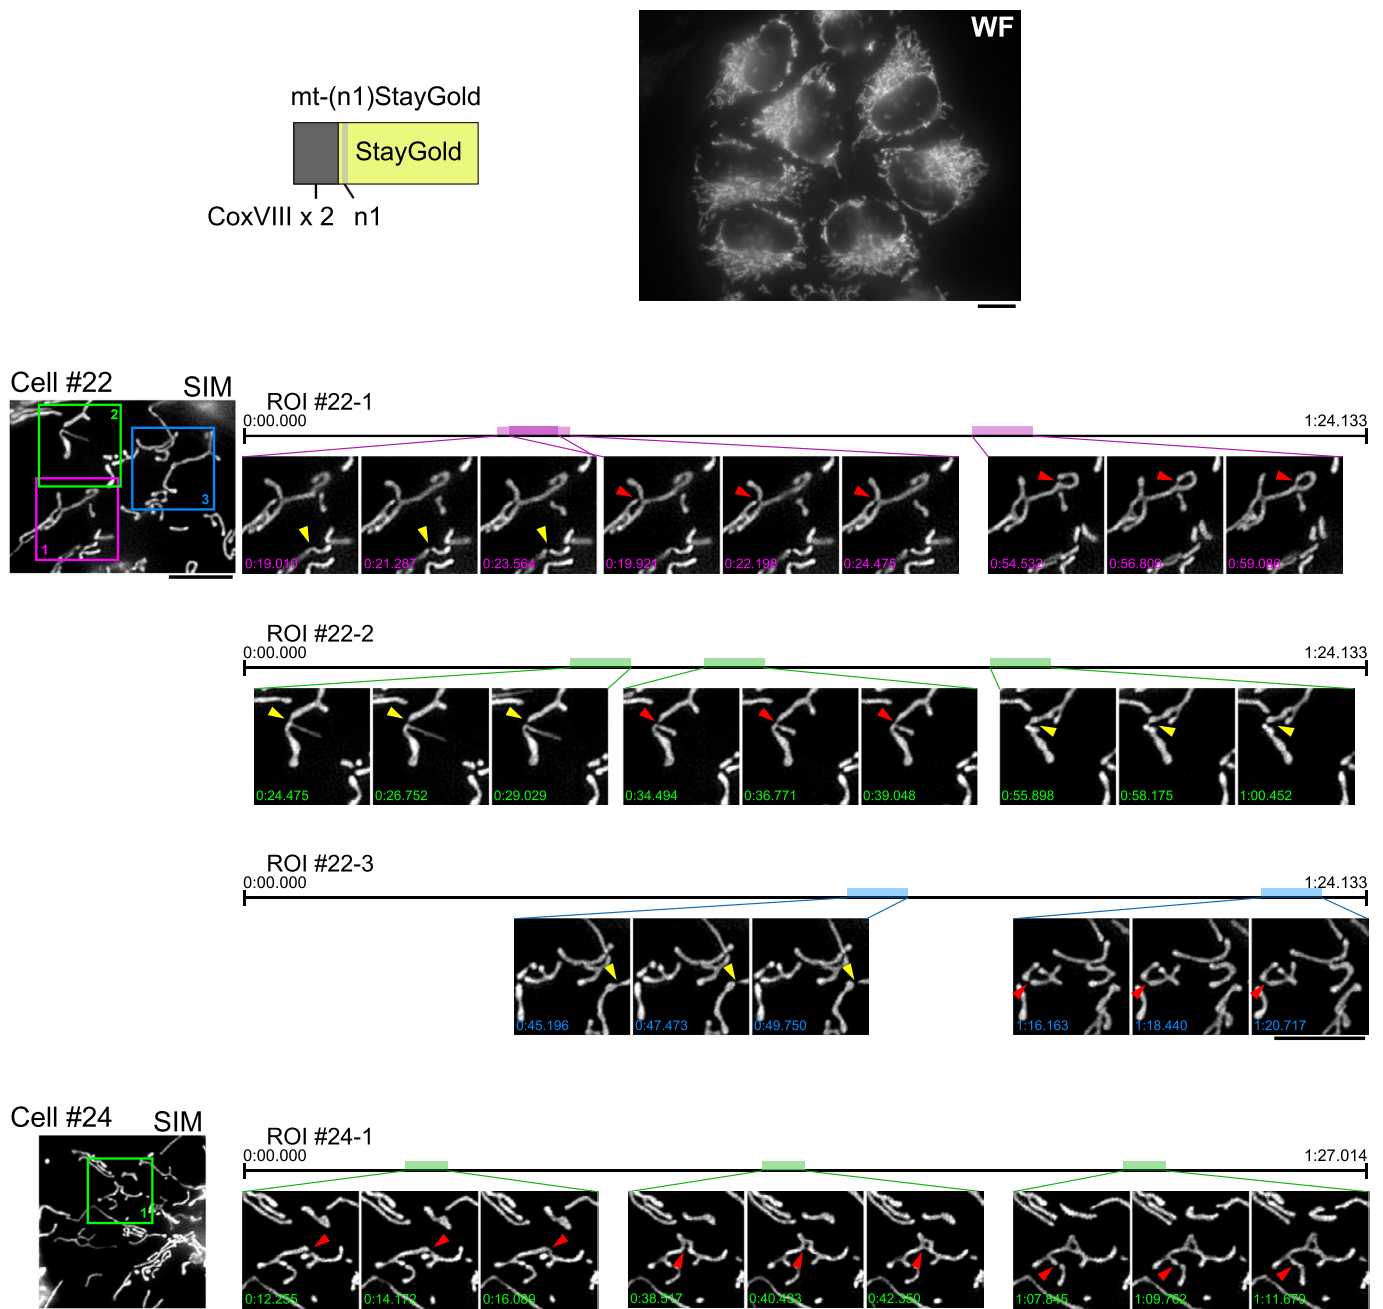 WF
mt-(n1)StayGold
StayGold
CoxVIII x 2 n1
Cell #22 SIM
2
3
1
ROI #22-1
0:00.000 1:24.133
0:19.010 0:21.287 0:23.564 0:19.921 0:22.198 0:24.475 0:54.532 0:56.809 0:59.086
ROI #22-2
0:00.000 1:24.133
0:24.475 0:26.752 0:29.029 0:34.494 0:36.771 0:39.048 0:55.898 0:58.175 1:00.452
ROI #22-3
0:00.000 1:24.133
0:45.196 0:47.473 0:49.750 1:16.163 1:18.440 1:20.717
Cell #24 SIM
1
ROI #24-1
0:00.000 1:27.014
0:12.255 0:14.172 0:16.089 0:38.517 0:40.433 0:42.350 1:07.845 1:09.762 1:11.679